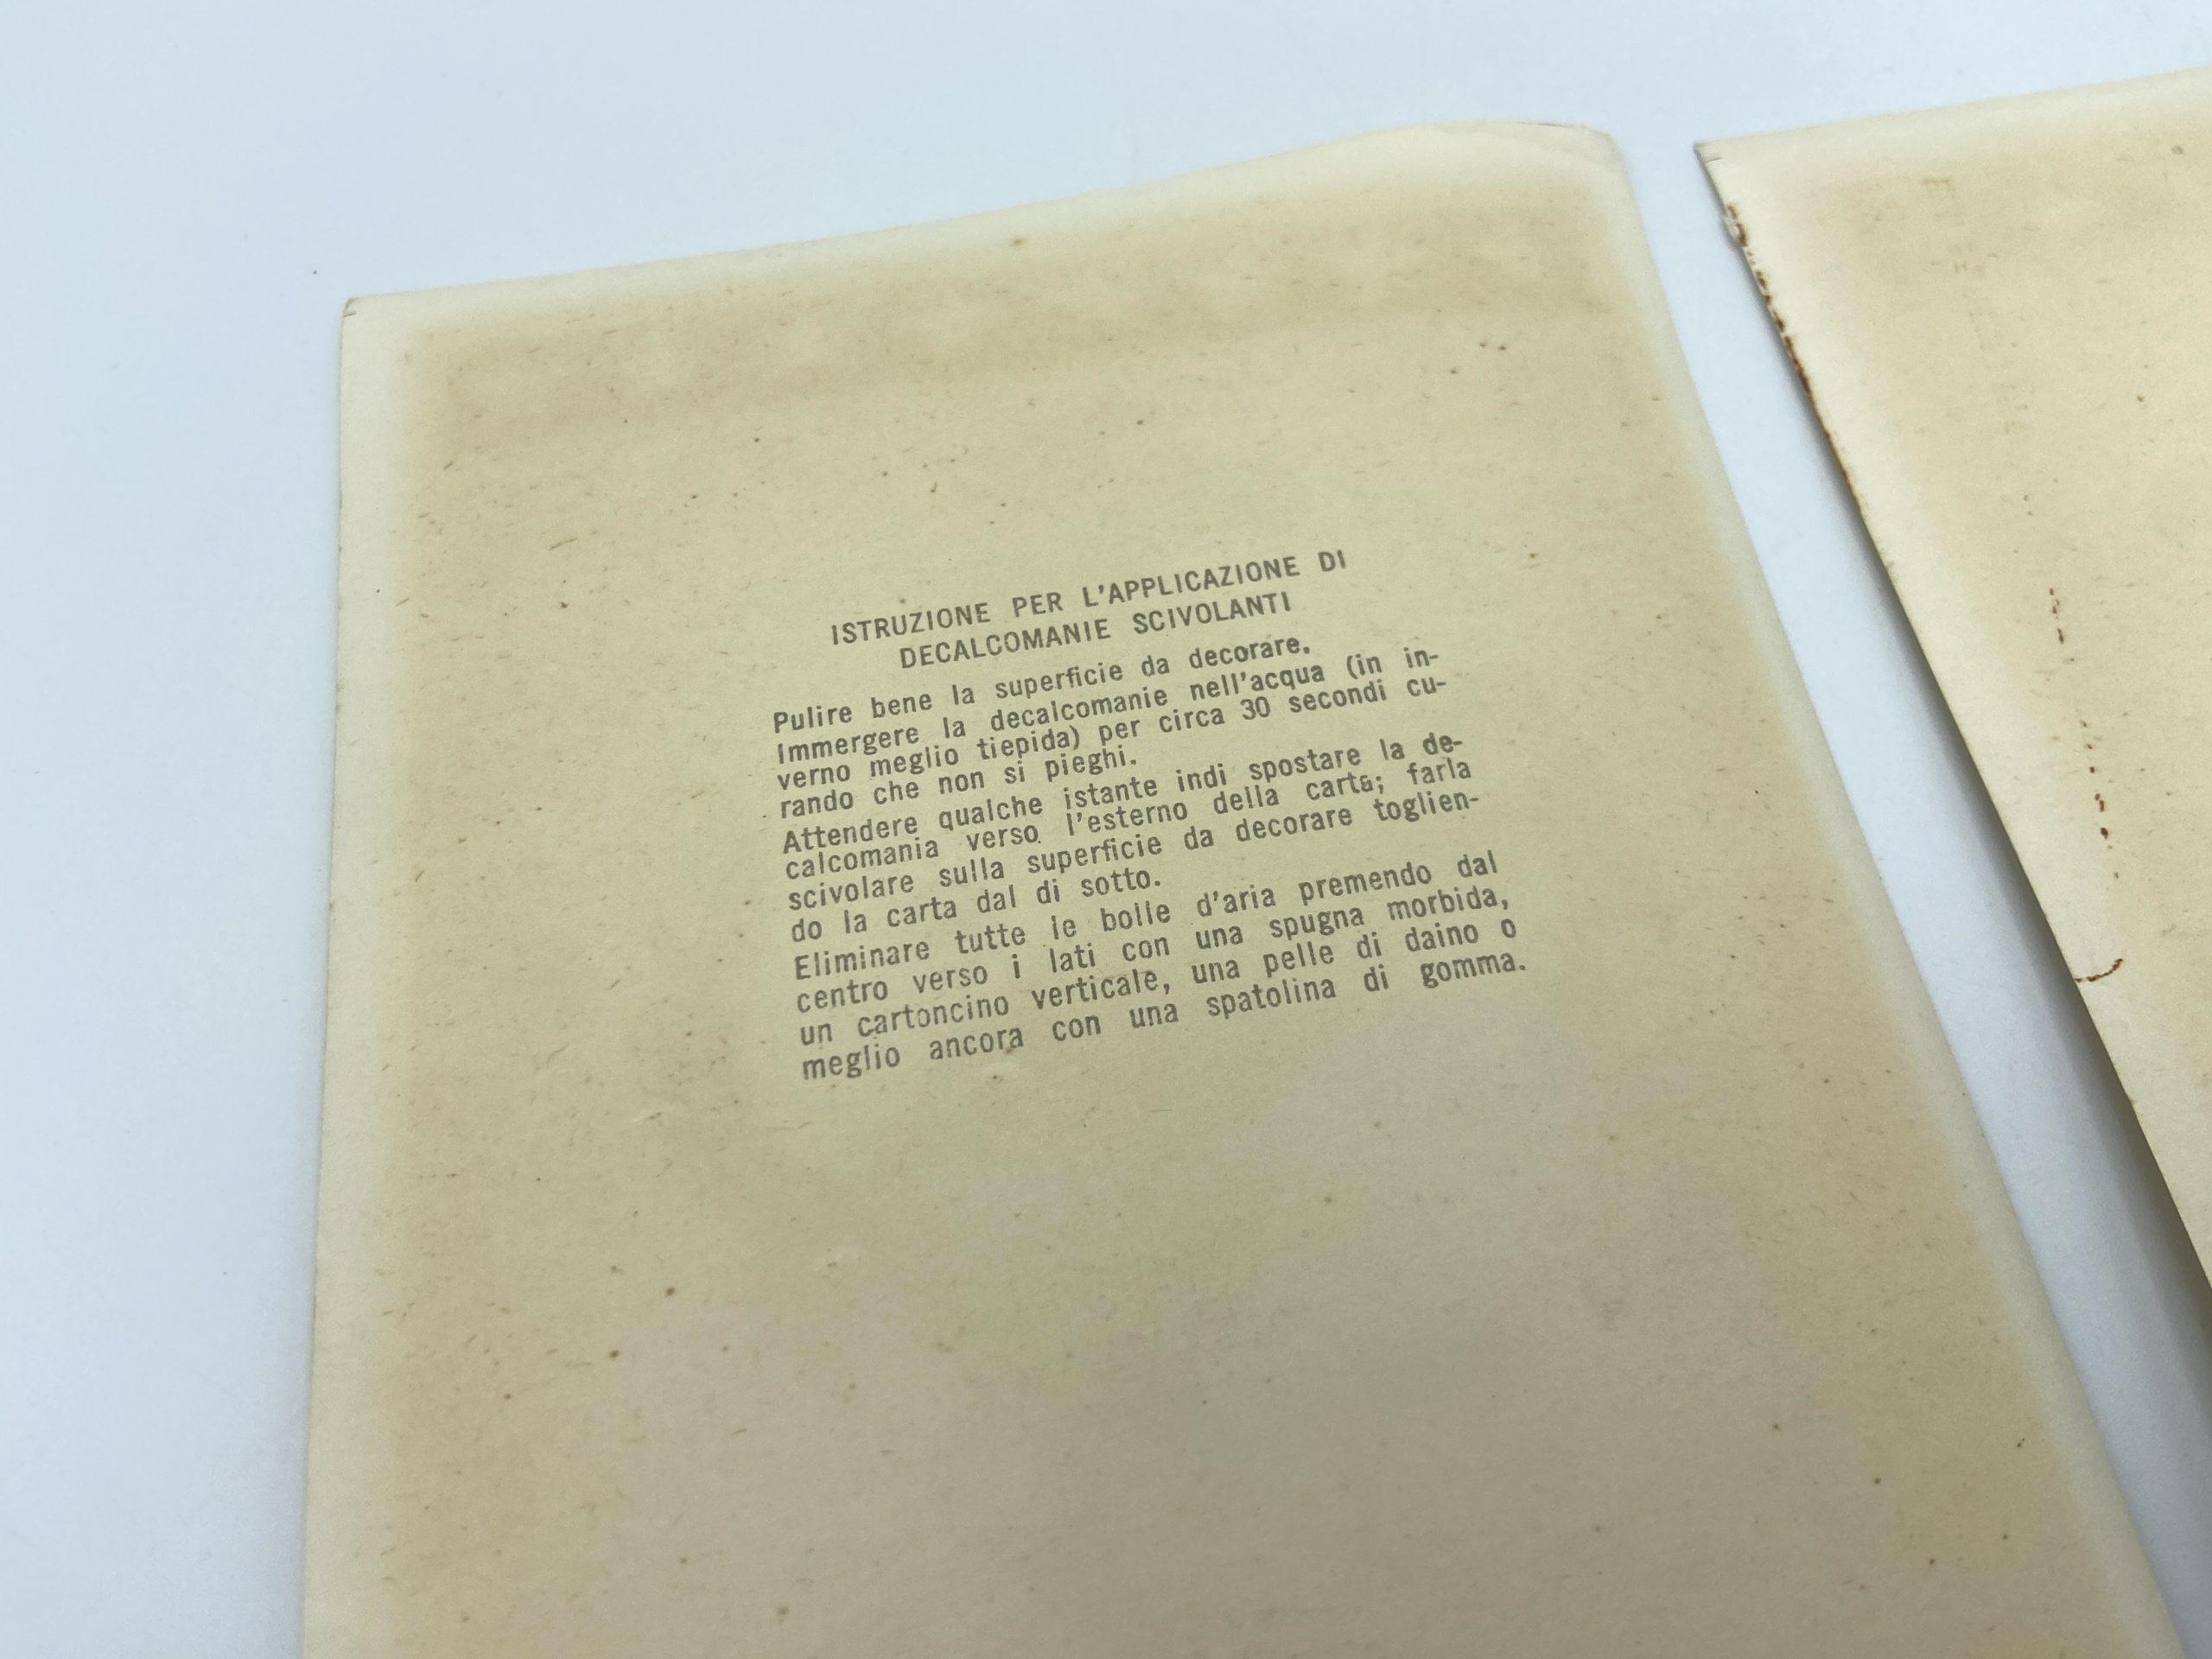 ISTRUZIONE PER L'APPLICAZIONE DI
DECALCOMANIE SCIVOLANTI
Pulire bene la superficie da decorare.
Immergere la decalcomanie nell'acqua (in in-
verno meglio tiepida) per circa 30 secondi cu-
rando che non si pieghi.
Attendere qualche istante indi spostare la de-
calcomania verso l'esterno della carta; farla
scivolare sulla superficie da decorare toglien-
do la carta dal di sotto.
Eliminare tutte le bolle d'aria premendo dal
centro verso i lati con una spugna morbida,
un cartoncino verticale, una pelle di daino o
meglio ancora con una spatolina di gomma.